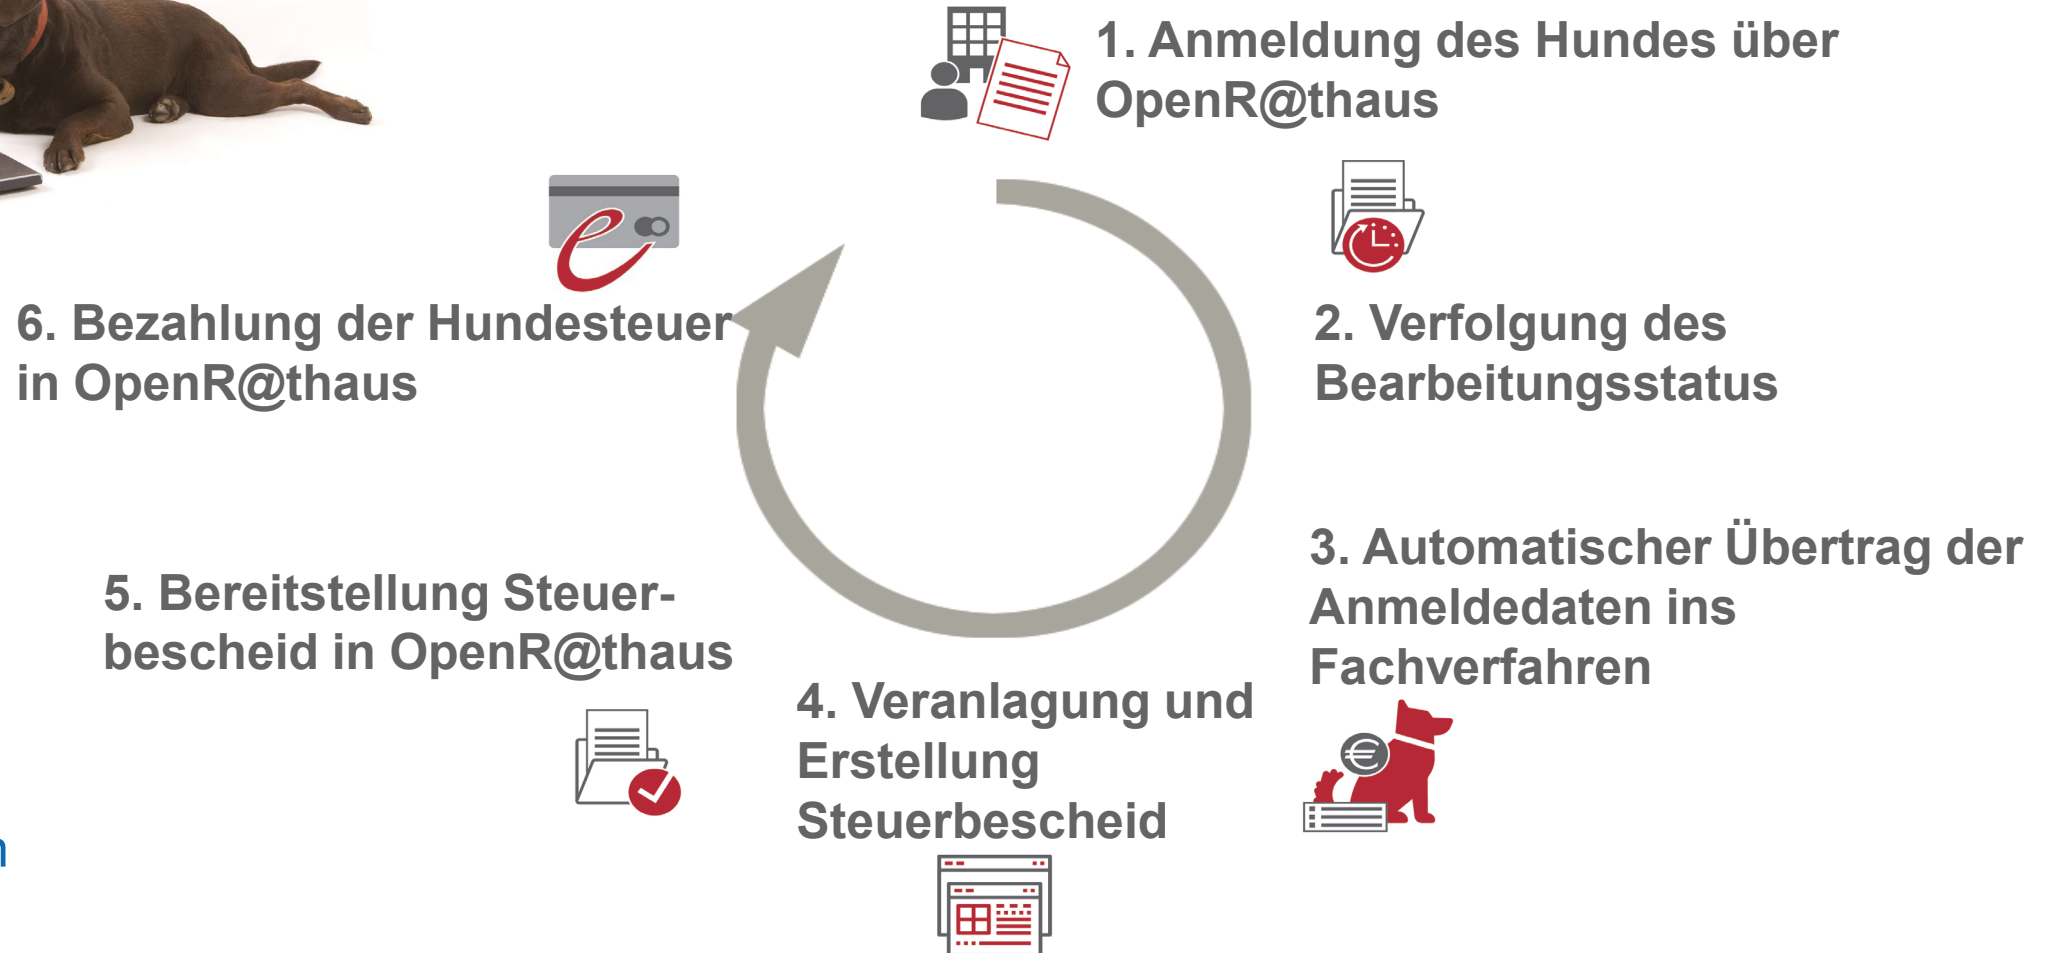 1. Anmeldung des Hundes über
OpenR@thaus
2. Verfolgung des
Bearbeitungsstatus
3. Automatischer Übertrag der
Anmeldedaten ins
Fachverfahren
4. Veranlagung und
Erstellung
Steuerbescheid
5. Bereitstellung Steuer-
bescheid in OpenR@thaus
6. Bezahlung der Hundesteuer
in OpenR@thaus